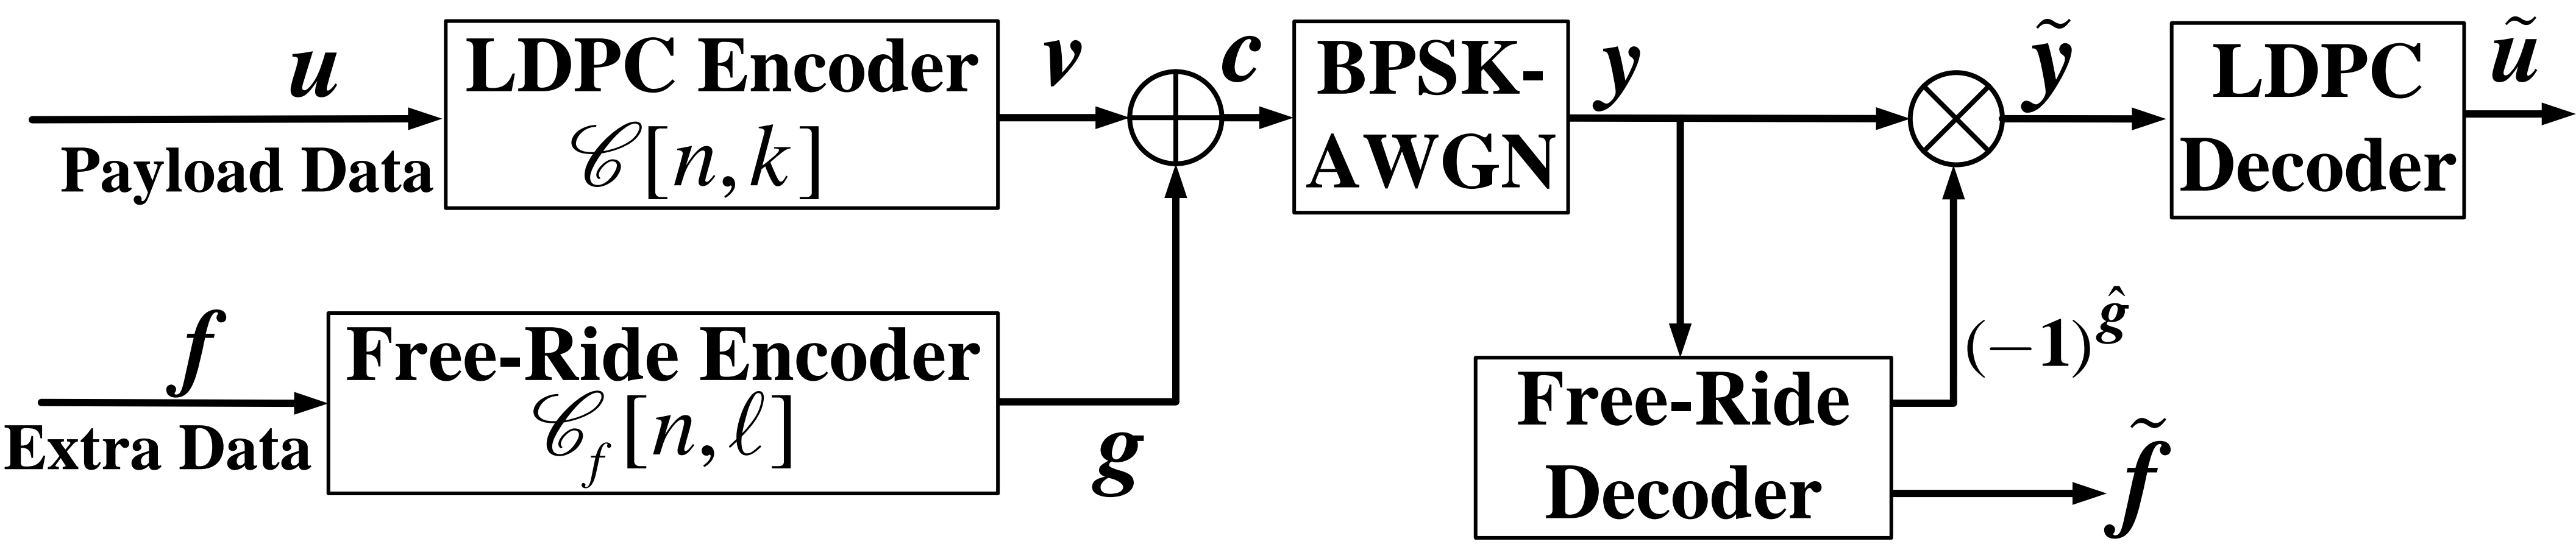 u
Payload Data
LDPC Encoder
𝒞[n,k]
v
c
BPSK-
AWGN
y
ỹ
LDPC
Decoder
ũ
f
Extra Data
Free-Ride Encoder
𝒞_f[n,ℓ]
g
Free-Ride
Decoder
(−1)^ĝ
f̃